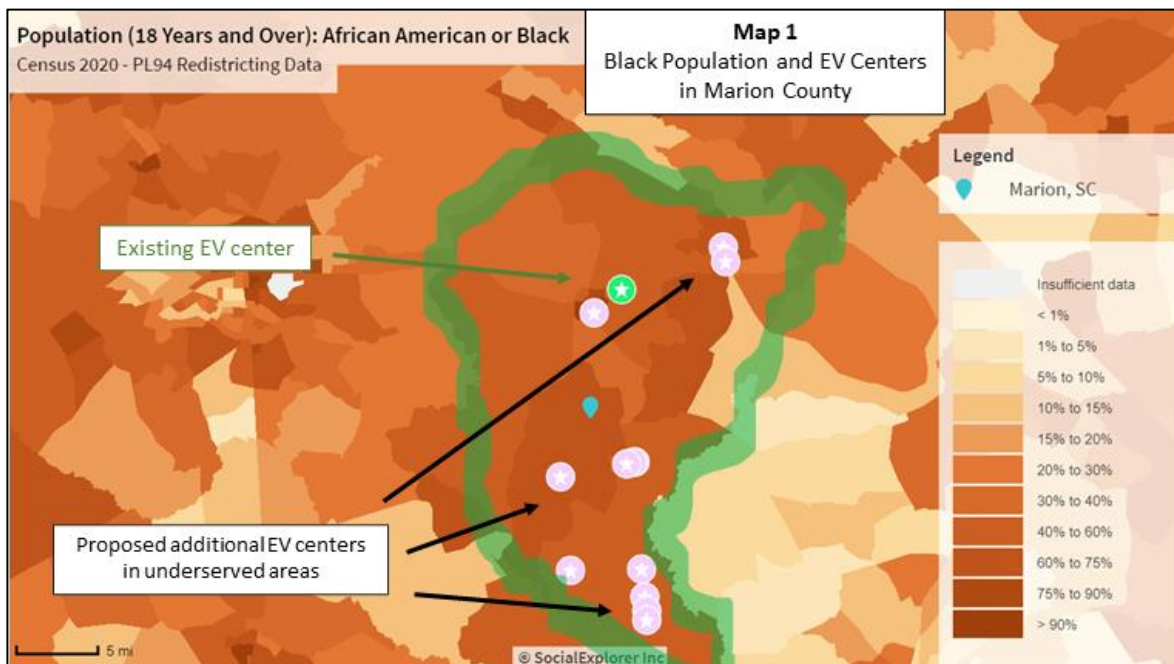 Population (18 Years and Over): African American or Black
Census 2020 - PL94 Redistricting Data
Map 1
Black Population and EV Centers
in Marion County
Legend
Marion, SC
Existing EV center
Insufficient data
< 1%
1% to 5%
5% to 10%
10% to 15%
15% to 20%
20% to 30%
30% to 40%
40% to 60%
60% to 75%
75% to 90%
> 90%
Proposed additional EV centers
in underserved areas
5 mi
© SocialExplorer Inc